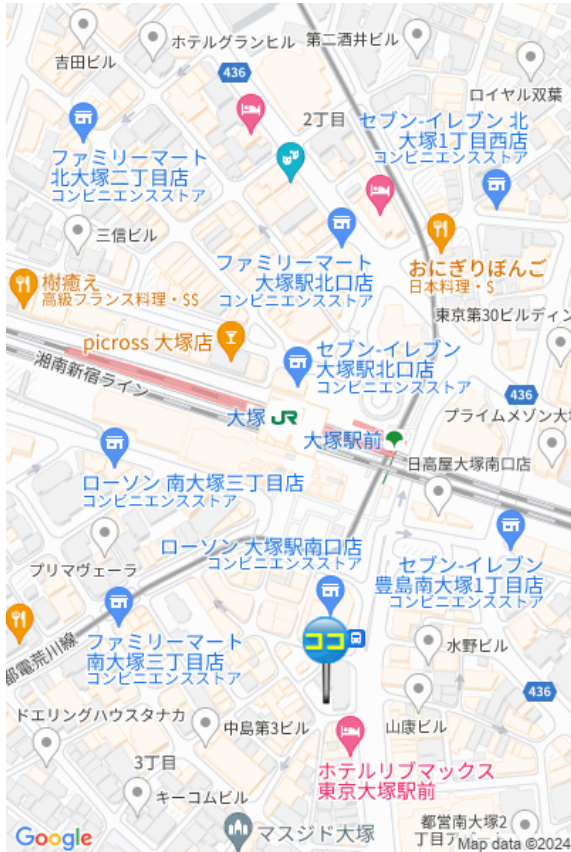 ホテルグランヒル
第二酒井ビル
吉田ビル
436
ロイヤル双葉
2丁目
セブン-イレブン 北
大塚1丁目西店
コンビニエンスストア
ファミリーマート
北大塚二丁目店
コンビニエンスストア
三信ビル
ファミリーマート
大塚駅北口店
コンビニエンスストア
おにぎりぼんご
日本料理・$
樹癒え
高級フランス料理・$$
東京第30ビルディン
picross 大塚店
セブン-イレブン
大塚駅北口店
コンビニエンスストア
湘南新宿ライン
436
大塚 JR
大塚駅前
プライムメゾン大塚
日高屋大塚南口店
ローソン 南大塚三丁目店
コンビニエンスストア
ローソン 大塚駅南口店
コンビニエンスストア
セブン-イレブン
豊島南大塚1丁目店
コンビニエンスストア
プリマヴェーラ
ファミリーマート
南大塚三丁目店
コンビニエンスストア
都電荒川線
ココ
水野ビル
436
ドエリングハウスタナカ
中島第3ビル
山康ビル
3丁目
ホテルリブマックス
東京大塚駅前
キーコムビル
マスジド大塚
都営南大塚2
丁目アパート
Google
Map data ©2024